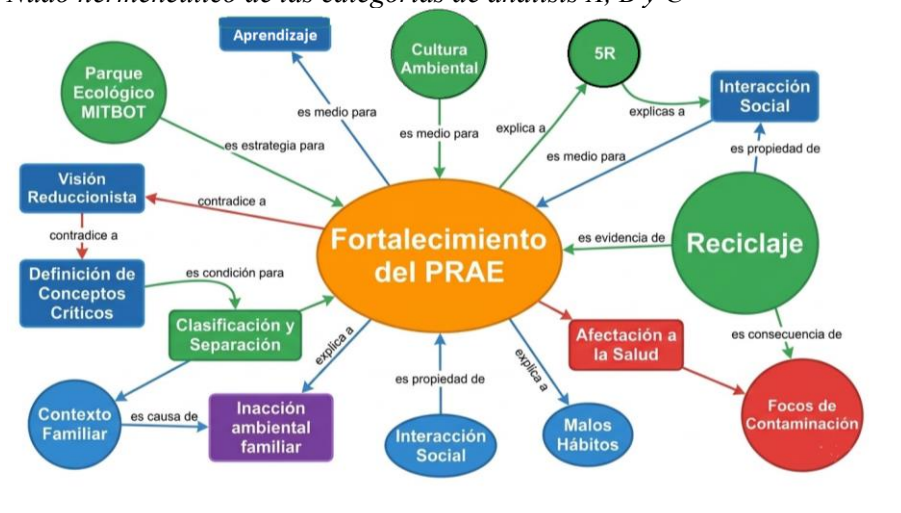 Nudo hermenéutico de las categorías de análisis A, B y C
Aprendizaje
Cultura
Ambiental
5R
Parque
Ecológico
MITBOT
Interacción
Social
es medio para
es medio para
explica a
explicas a
es estrategia para
es medio para
es propiedad de
Visión
Reduccionista
contradice a
contradice a
Fortalecimiento
del PRAE
es evidencia de
Reciclaje
Definición de
Conceptos
Críticos
es condición para
Clasificación y
Separación
explica a
Afectación a
la Salud
es consecuencia de
es propiedad de
explica a
Contexto
Familiar
es causa de
Inacción
ambiental
familiar
Interacción
Social
Malos
Hábitos
Focos de
Contaminación